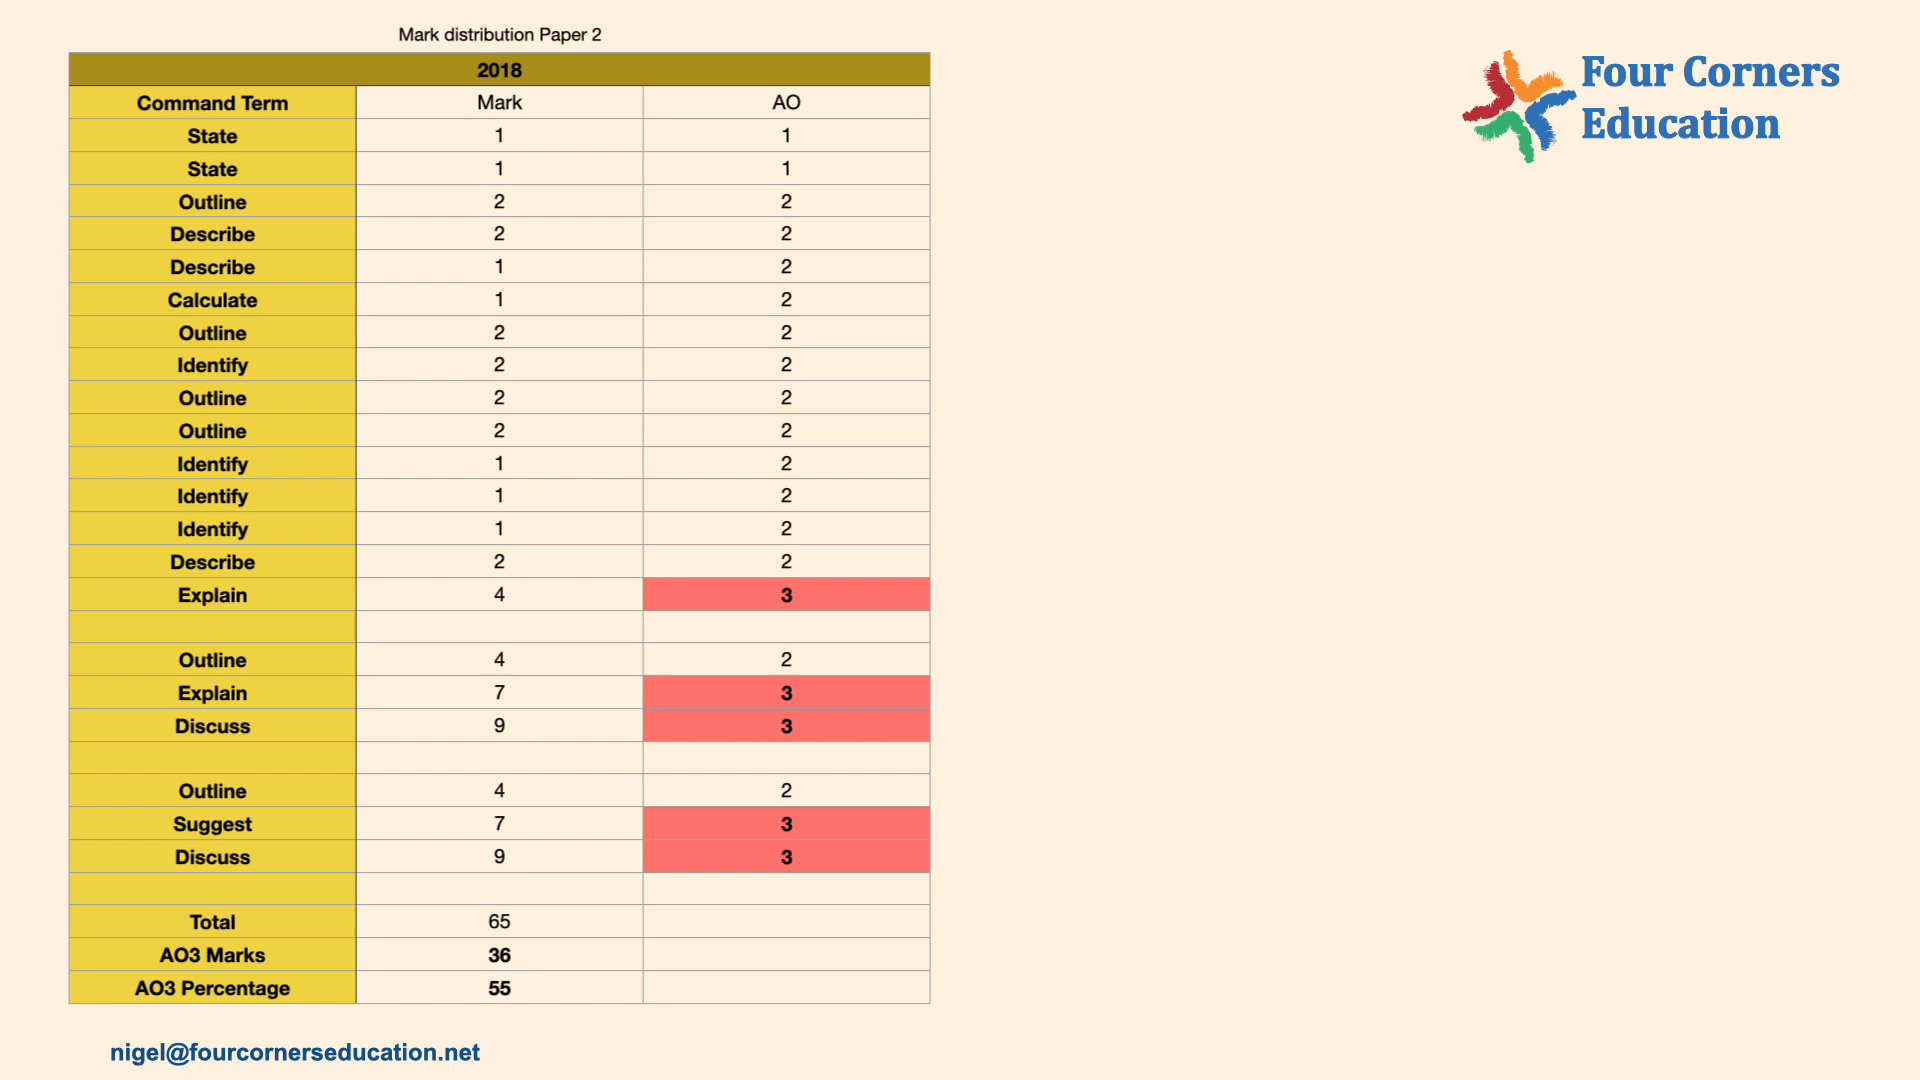 Mark distribution Paper 2
2018
Command Term Mark AO
State 1 1
State 1 1
Outline 2 2
Describe 2 2
Describe 1 2
Calculate 1 2
Outline 2 2
Identify 2 2
Outline 2 2
Outline 2 2
Identify 1 2
Identify 1 2
Identify 1 2
Describe 2 2
Explain 4 3
Outline 4 2
Explain 7 3
Discuss 9 3
Outline 4 2
Suggest 7 3
Discuss 9 3
Total 65
AO3 Marks 36
AO3 Percentage 55
Four Corners
Education
nigel@fourcornerseducation.net